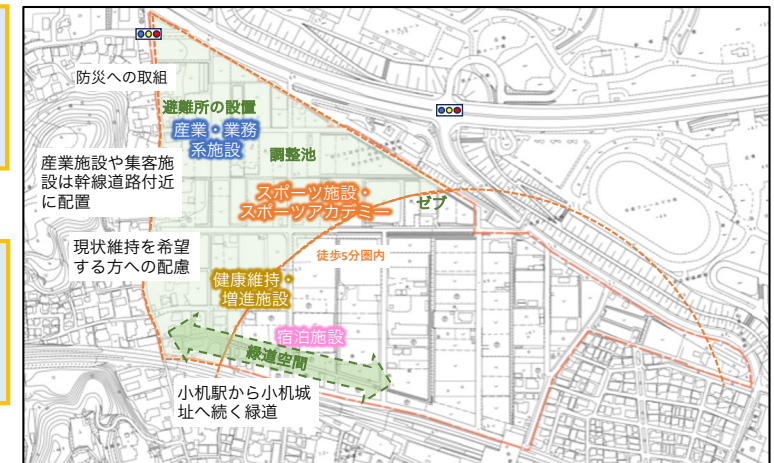 防災への取組
避難所の設置
産業・業務
系施設
調整池
産業施設や集客施
設は幹線道路付近
に配置
スポーツ施設・
スポーツアカデミー
ゼブ
現状維持を希望
する方への配慮
徒歩5分圏内
健康維持・
増進施設
宿泊施設
緑道空間
小机駅から小机城
址へ続く緑道